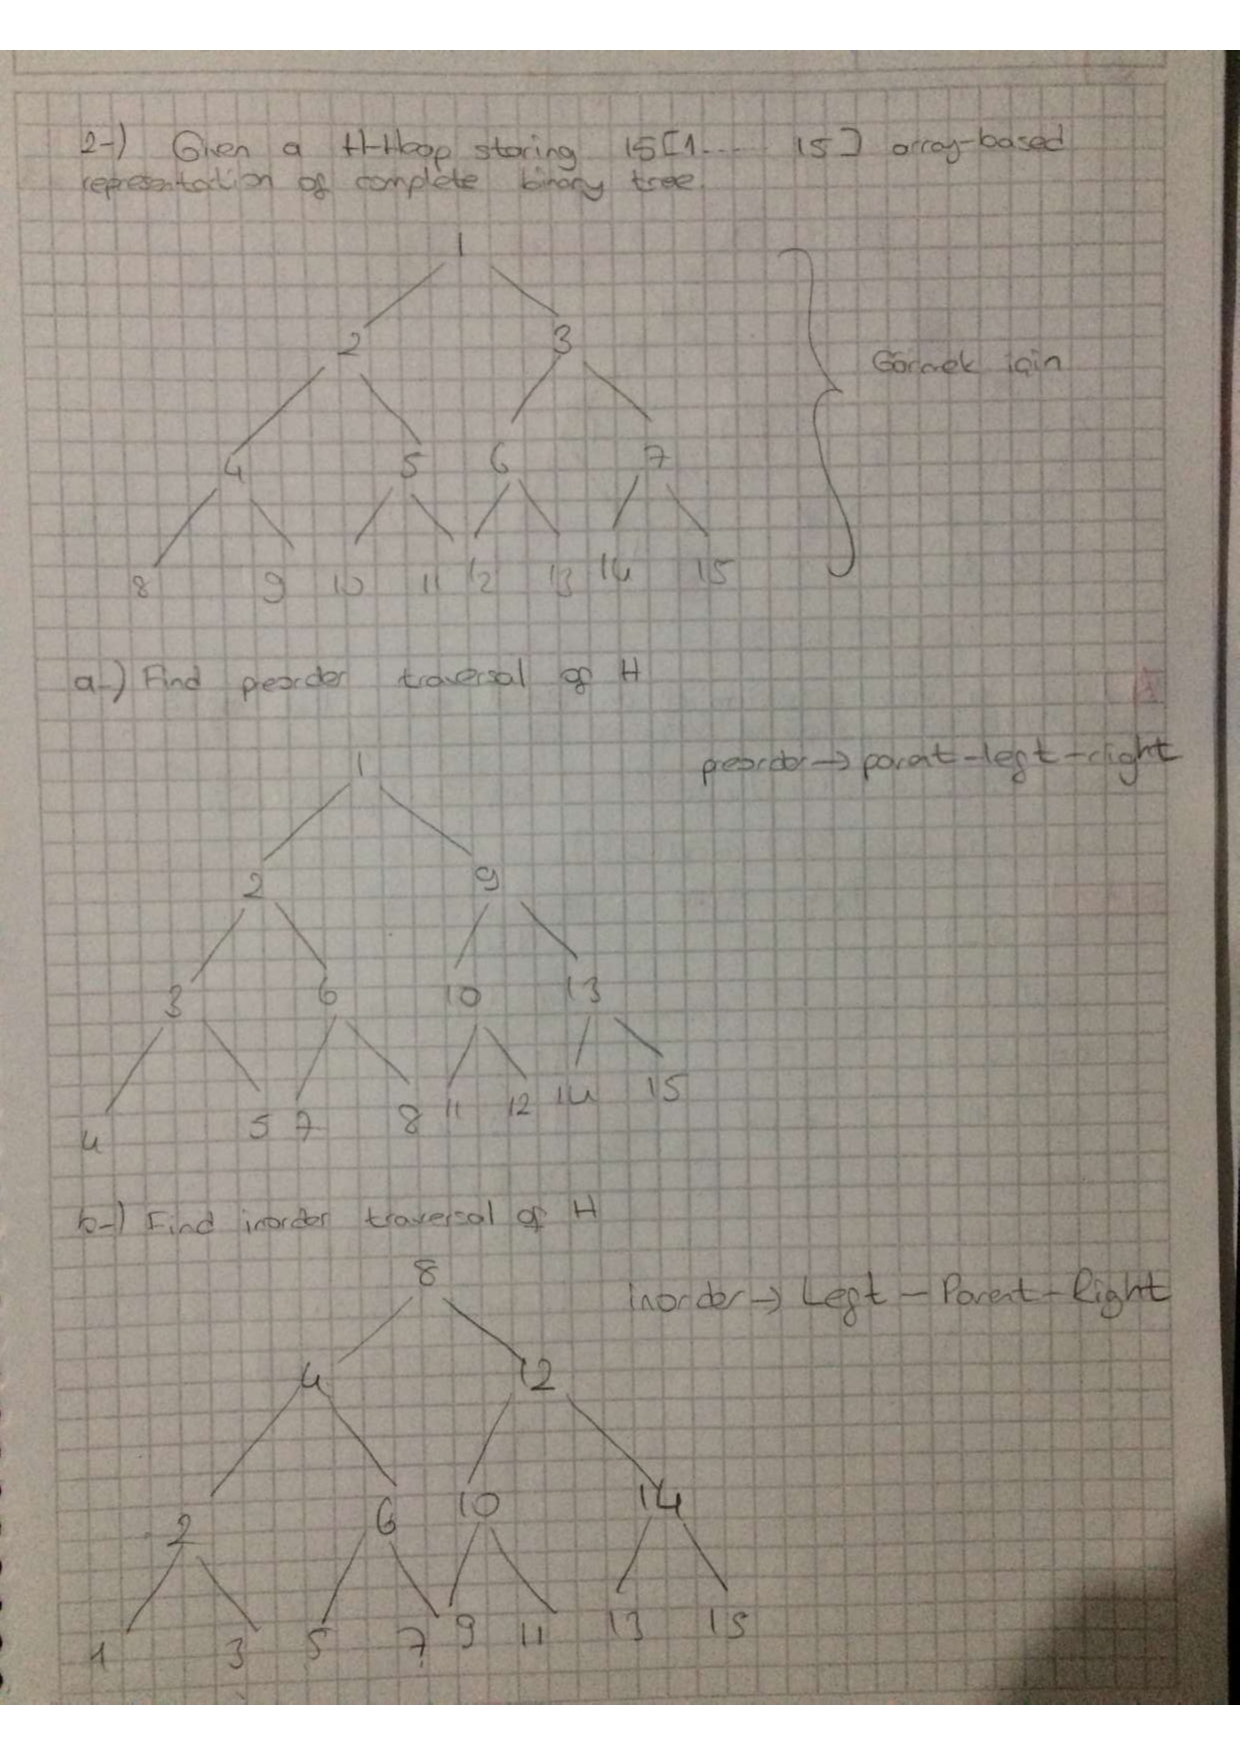 2-) Given a H-Heap storing 15[1..... 15] array-based
representation of complete binary tree.
1
2 3
Görmek için
4 5 6 7
8 9 10 11 12 13 14 15
a-) Find peorder traversal of H
1
preorder → parent-left-right
2 9
3 6 10 13
4 5 7 8 11 12 14 15
b-) Find inorder traversal of H
8
inorder → Left - Parent - Right
4 12
2 6 10 14
1 3 5 7 9 11 13 15